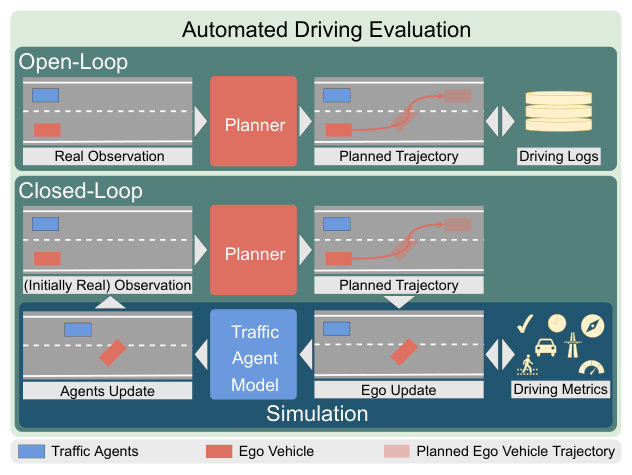 Automated Driving Evaluation
Open-Loop
Real Observation
Planner
Planned Trajectory
Driving Logs
Closed-Loop
(Initially Real) Observation
Planner
Planned Trajectory
Agents Update
Traffic
Agent
Model
Ego Update
Driving Metrics
Simulation
Traffic Agents
Ego Vehicle
Planned Ego Vehicle Trajectory